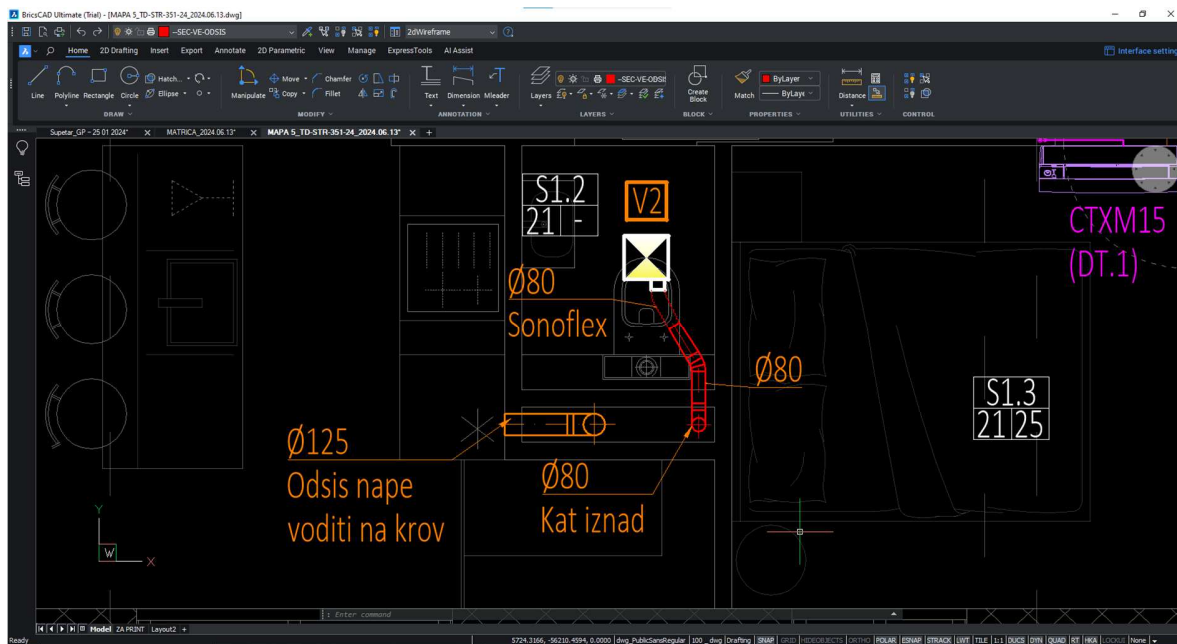 BricsCAD Ultimate (Trial) - [MAPA 5_TD-STR-351-24_2024.06.13.dwg]
--SEC-VE-ODSIS
2dWireframe
Home 2D Drafting Insert Export Annotate 2D Parametric View Manage ExpressTools AI Assist
Interface setting
Line Polyline Rectangle Circle
Hatch...
Ellipse
Manipulate
Move
Copy
Chamfer
Fillet
Text Dimension Mleader
Layers
--SEC-VE-ODSIS
Create
Block
Match
ByLayer
ByLaye
Distance
DRAW MODIFY ANNOTATION LAYERS BLOCK PROPERTIES UTILITIES CONTROL
Supetar_GP – 25 01 2024* MATRICA_2024.06.13* MAPA 5_TD-STR-351-24_2024.06.13*
S1.2
21 -
V2
Ø80
Sonoflex
CTXM15
(DT.1)
Ø80
S1.3
21 25
Ø125
Odsis nape
voditi na krov
Ø80
Kat iznad
Y
W
X
: Enter command
Model ZA PRINT Layout2
Ready
5724.3166, -56210.4594, 0.0000 dwg_PublicSansRegular 100_dwg Drafting SNAP GRID HIDEOBJECTS ORTHO POLAR ESNAP STRACK LWT TILE 1:1 DUCS DYN QUAD RT HKA LOCKUI None